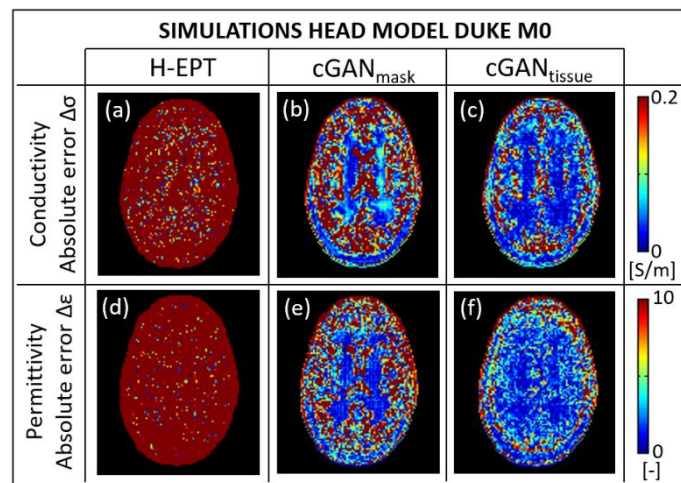 SIMULATIONS HEAD MODEL DUKE M0
H-EPT
cGANmask
cGANtissue
Conductivity
Absolute error Δσ
(a)
(b)
(c)
0.2
0
[S/m]
Permittivity
Absolute error Δε
(d)
(e)
(f)
10
0
[-]